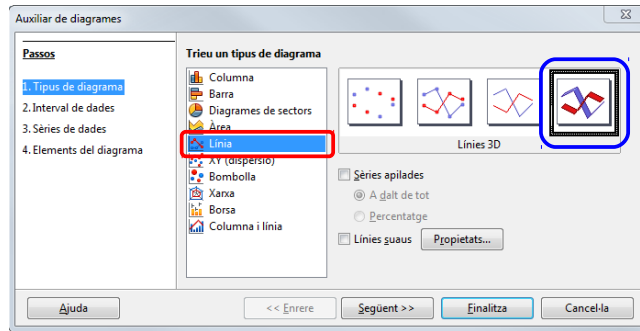 Auxiliar de diagrames
Passos
1. Tipus de diagrama
2. Interval de dades
3. Sèries de dades
4. Elements del diagrama
Trieu un tipus de diagrama
Columna
Barra
Diagrames de sectors
Àrea
Línia
XY (dispersió)
Bombolla
Xarxa
Borsa
Columna i línia
Línies 3D
Sèries apilades
A dalt de tot
Percentatge
Línies suaus Propietats...
Ajuda << Enrere Següent >> Finalitza Cancel·la